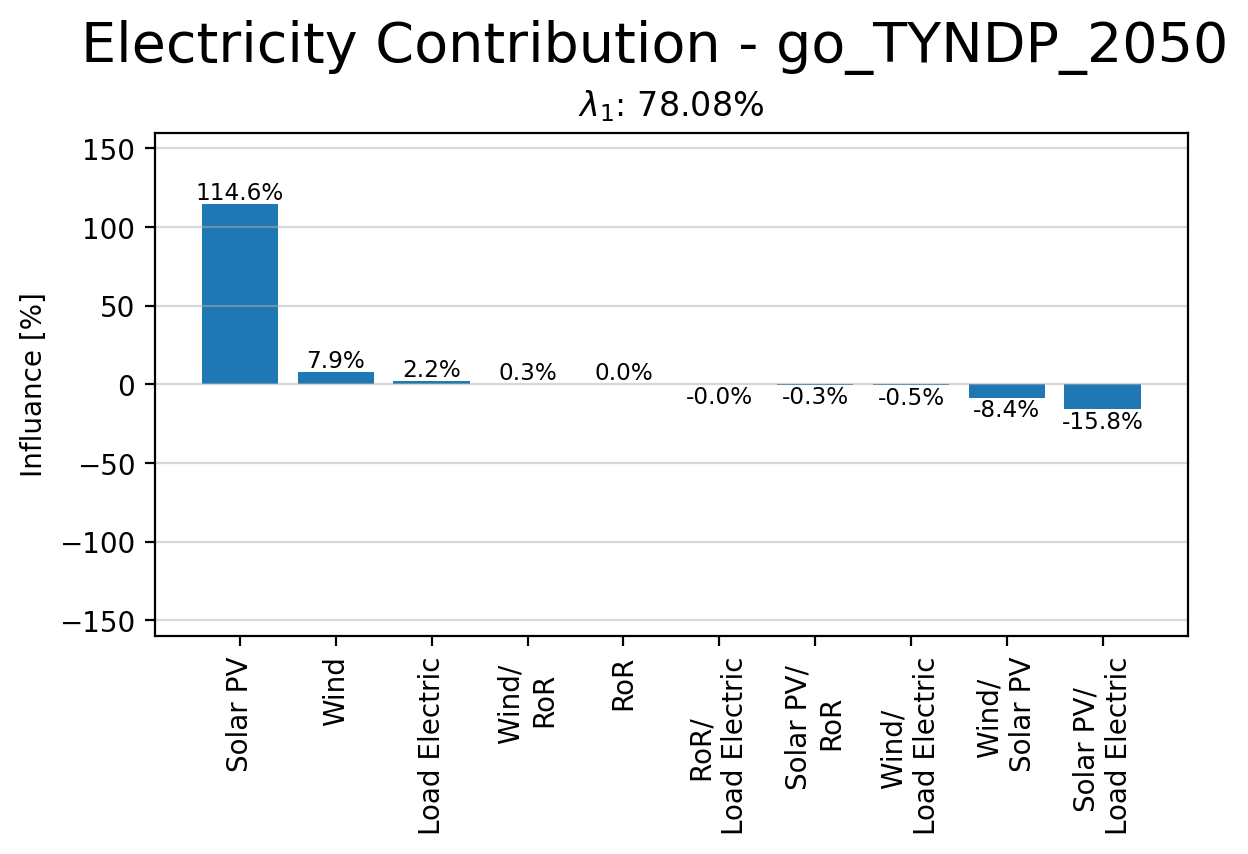 Electricity Contribution - go_TYNDP_2050
λ₁: 78.08%
150
100
50
0
−50
−100
−150
Influance [%]
114.6%
7.9%
2.2%
0.3%
0.0%
-0.0%
-0.3%
-0.5%
-8.4%
-15.8%
Solar PV
Wind
Load Electric
Wind/
RoR
RoR
RoR/
Load Electric
Solar PV/
RoR
Wind/
Load Electric
Wind/
Solar PV
Solar PV/
Load Electric